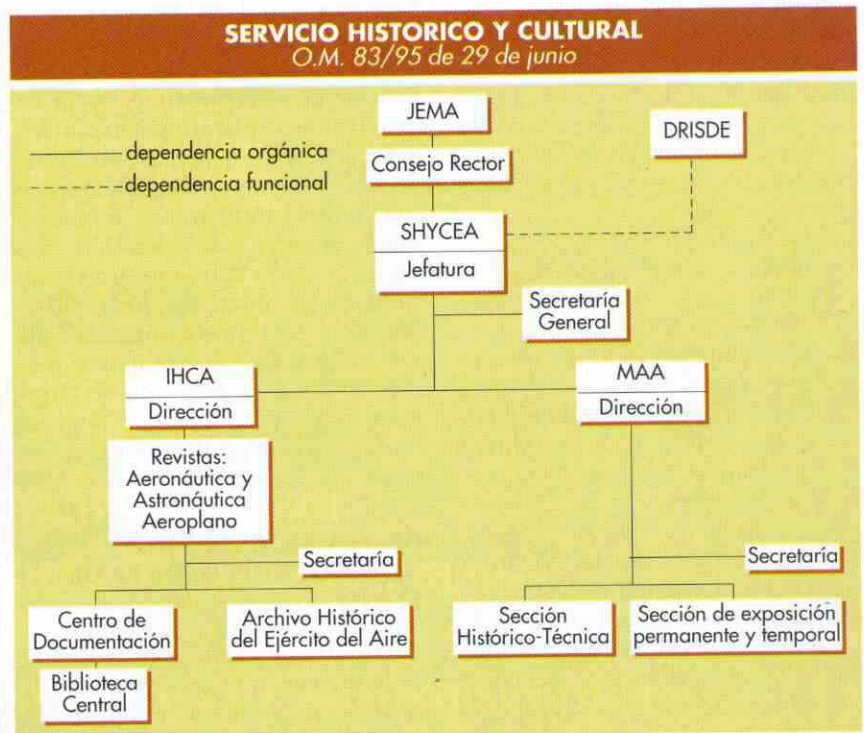 SERVICIO HISTORICO Y CULTURAL
O.M. 83/95 de 29 de junio
JEMA
DRISDE
dependencia orgánica
Consejo Rector
dependencia funcional
SHYCEA
Jefatura
Secretaría
General
IHCA
Dirección
MAA
Dirección
Revistas:
Aeronáutica y
Astronáutica
Aeroplano
Secretaría
Secretaría
Centro de
Documentación
Archivo Histórico
del Ejército del Aire
Sección
Histórico-Técnica
Sección de exposición
permanente y temporal
Biblioteca
Central